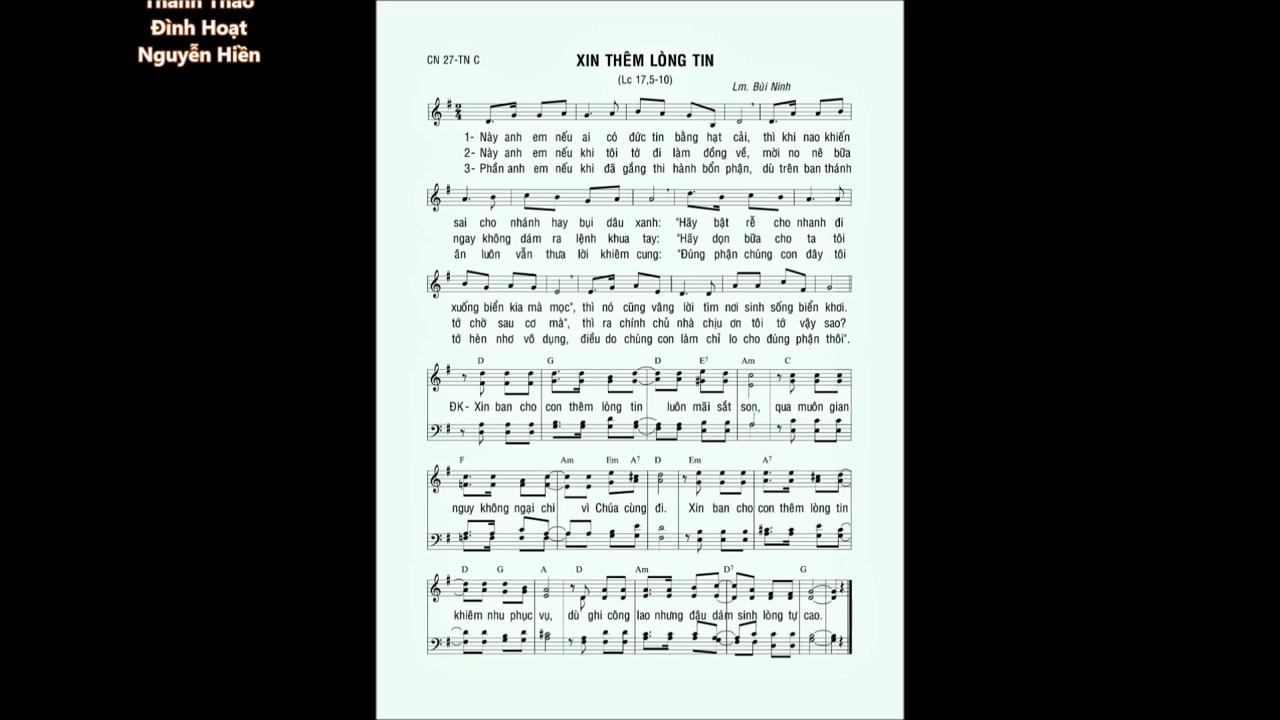 Thanh Thảo
Đình Hoạt
Nguyễn Hiền
CN 27-TN C
XIN THÊM LÒNG TIN
(Lc 17,5-10)
Lm. Bùi Ninh
2
4
1- Này anh em nếu ai có đức tin bằng hạt cải, thì khi nao khiến
2- Này anh em nếu khi tôi tớ đi làm đồng về, mời no nê bữa
3- Phần anh em nếu khi đã gắng thi hành bổn phận, dù trên ban thánh
sai cho nhánh hay bụi dâu xanh: "Hãy bật rễ cho nhanh đi
ngay không dám ra lệnh khua tay: "Hãy dọn bữa cho ta tôi
ân luôn vẫn thưa lời khiêm cung: "Đúng phận chúng con đây tôi
xuống biển kia mà mọc", thì nó cũng vâng lời tìm nơi sinh sống biển khơi.
tớ chờ sau cơ mà", thì ra chính chủ nhà chịu ơn tôi tớ vậy sao?
tớ hèn nhơ vô dụng, điều do chúng con làm chỉ lo cho đúng phận thôi".
D G D E7 Am C
ĐK- Xin ban cho con thêm lòng tin luôn mãi sắt son, qua muôn gian
F Am Em A7 D Em A7
nguy không ngại chi vì Chúa cùng đi. Xin ban cho con thêm lòng tin
D G A D Am D7 G
khiêm nhu phục vụ, dù ghi công lao nhưng đâu dám sinh lòng tự cao.